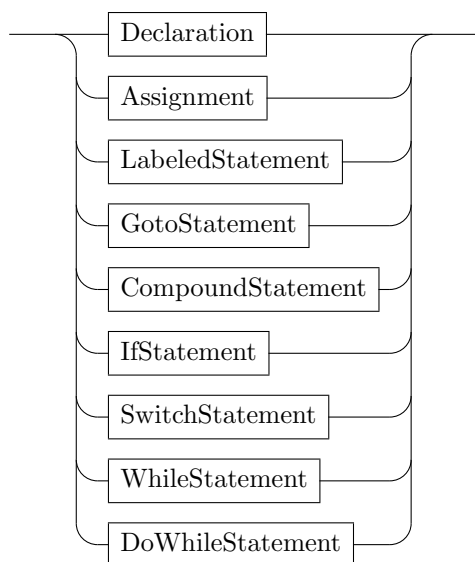 Declaration
Assignment
LabeledStatement
GotoStatement
CompoundStatement
IfStatement
SwitchStatement
WhileStatement
DoWhileStatement